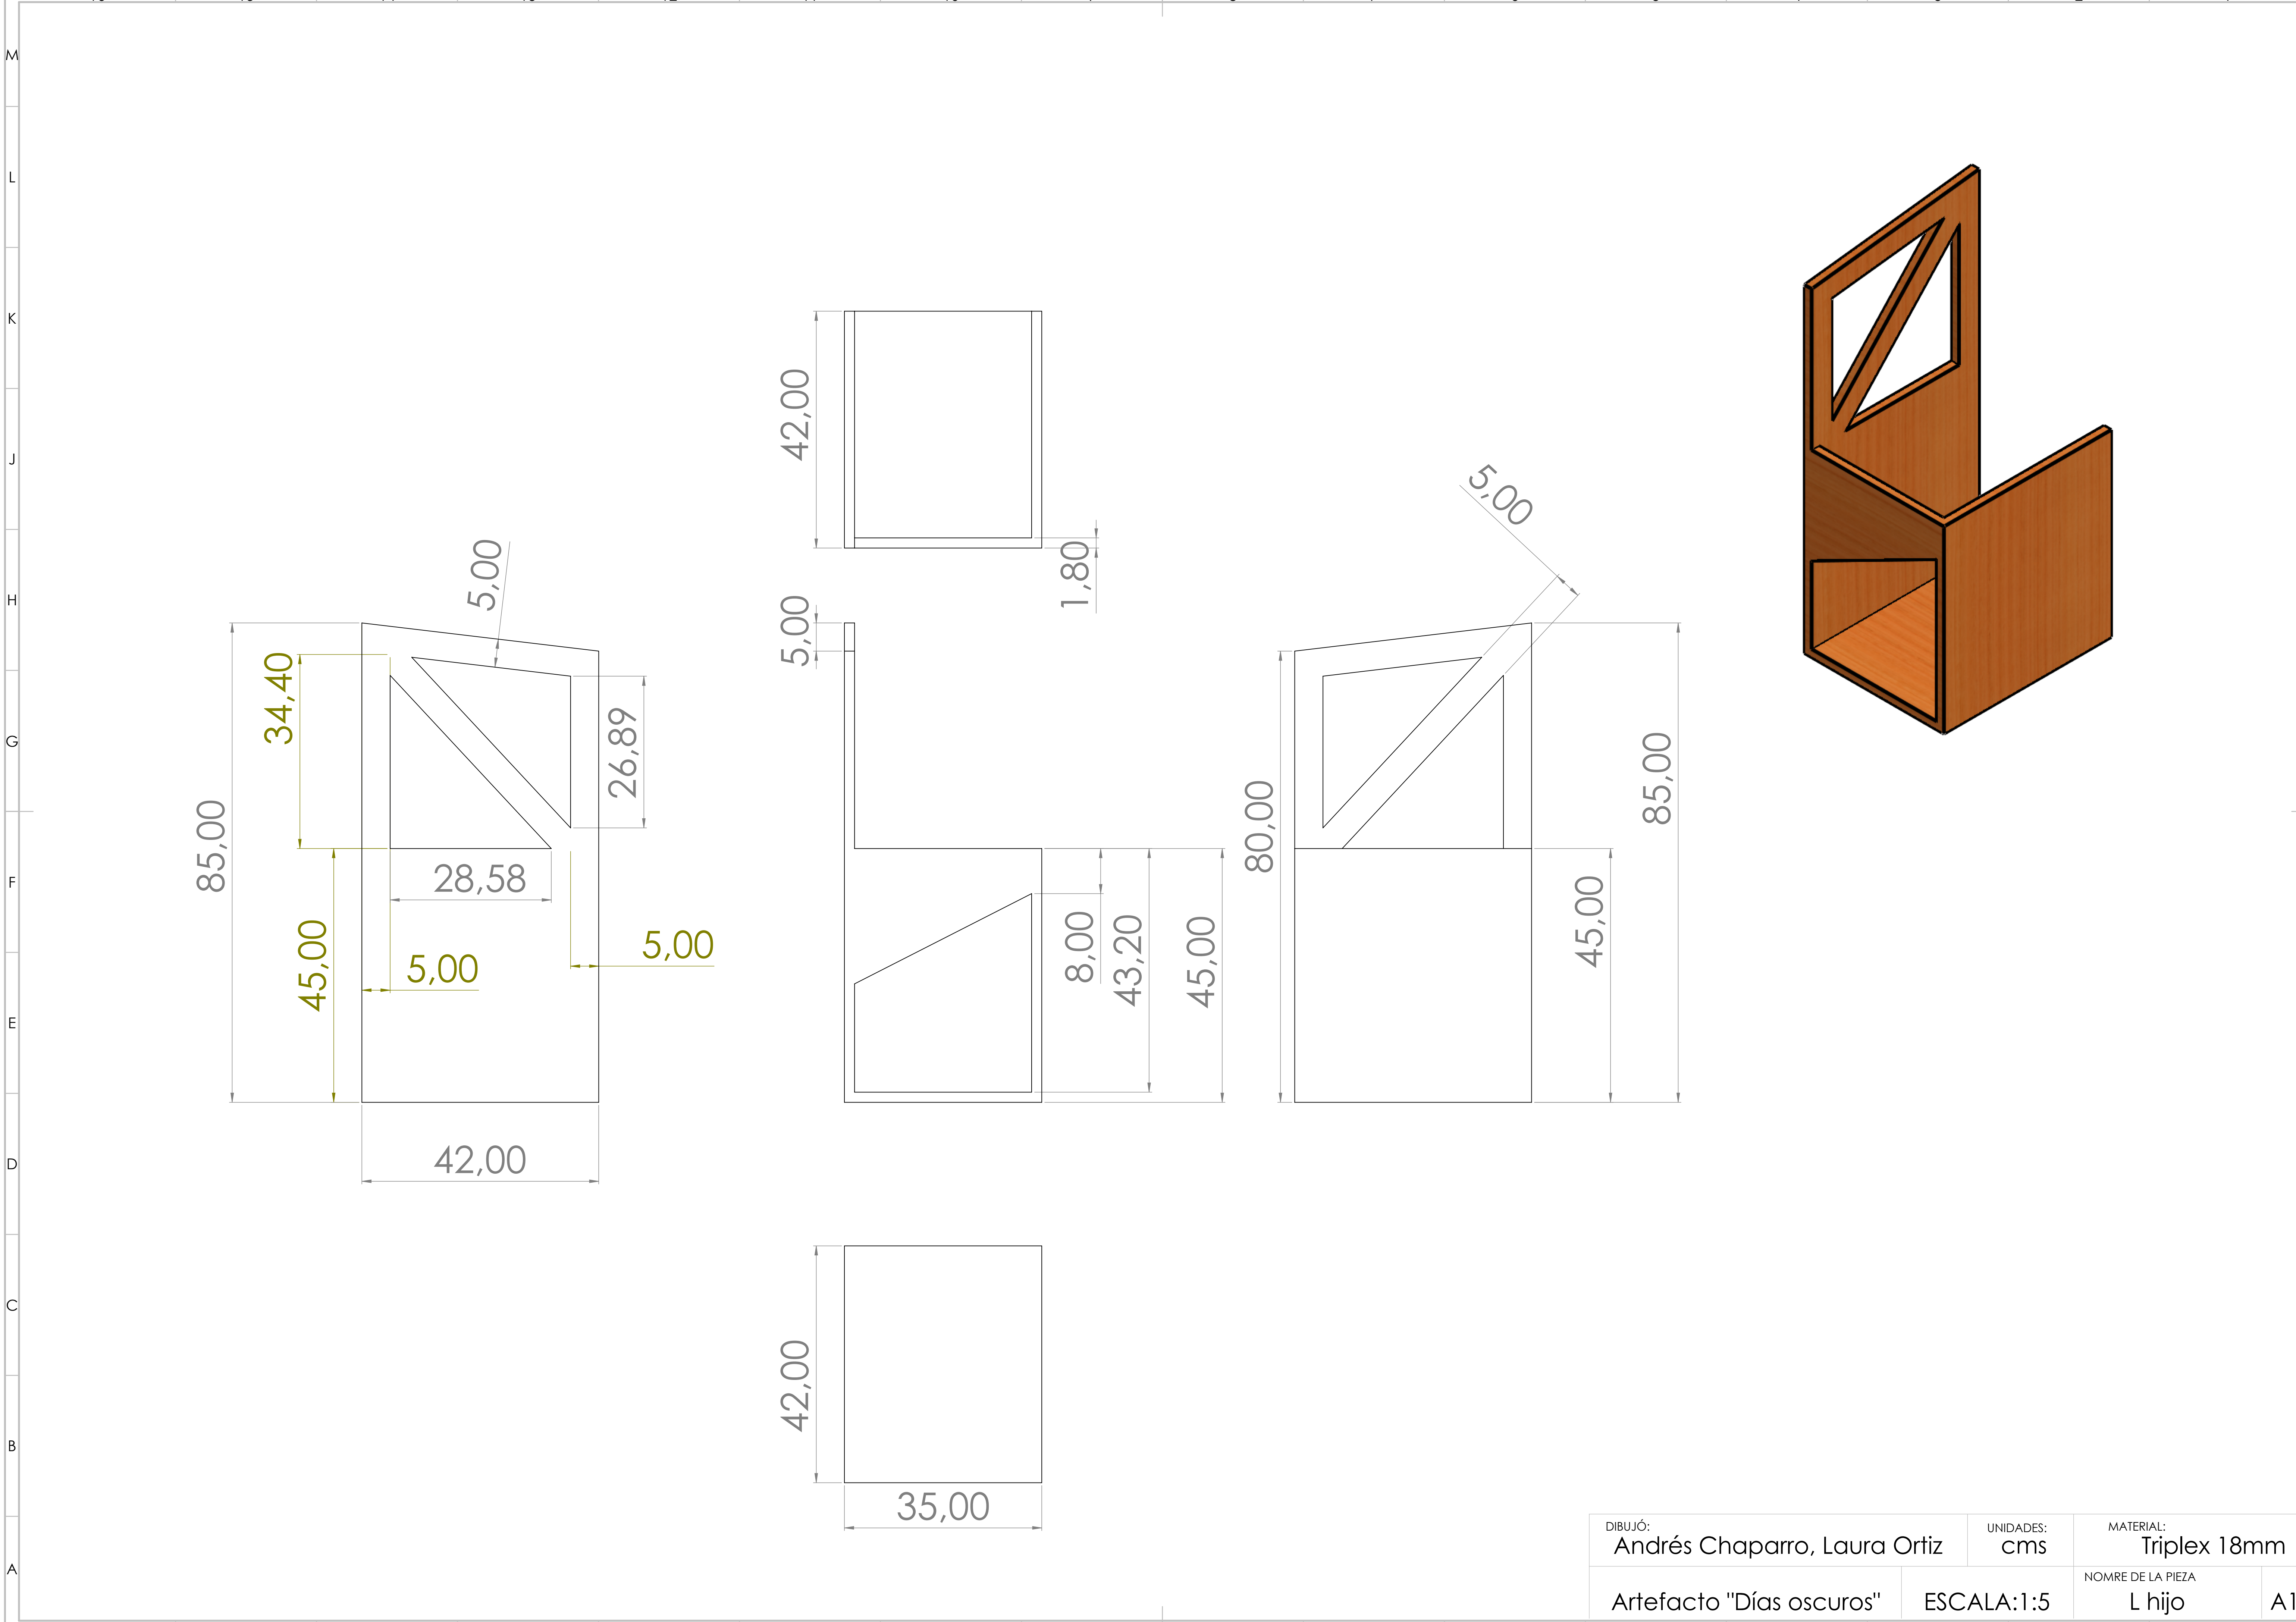 M
L
K
J
H
G
F
E
D
C
B
A
42,00
1,80
5,00
5,00
34,40
26,89
85,00
28,58
45,00
5,00
5,00
42,00
8,00
43,20
45,00
5,00
80,00
85,00
45,00
42,00
35,00
DIBUJÓ:
Andrés Chaparro, Laura Ortiz
UNIDADES:
cms
MATERIAL:
Triplex 18mm
Artefacto "Días oscuros"
ESCALA:1:5
NOMRE DE LA PIEZA
L hijo
A1